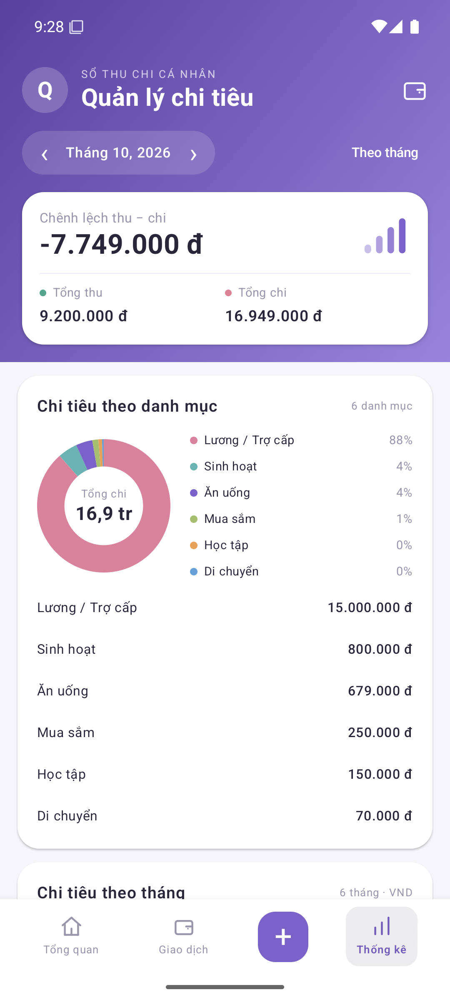 9:28
Q
SỔ THU CHI CÁ NHÂN
Quản lý chi tiêu
‹ Tháng 10, 2026 ›
Theo tháng
Chênh lệch thu – chi
-7.749.000 đ
Tổng thu
9.200.000 đ
Tổng chi
16.949.000 đ
Chi tiêu theo danh mục
6 danh mục
Tổng chi
16,9 tr
Lương / Trợ cấp 88%
Sinh hoạt 4%
Ăn uống 4%
Mua sắm 1%
Học tập 0%
Di chuyển 0%
Lương / Trợ cấp 15.000.000 đ
Sinh hoạt 800.000 đ
Ăn uống 679.000 đ
Mua sắm 250.000 đ
Học tập 150.000 đ
Di chuyển 70.000 đ
Chi tiêu theo tháng
6 tháng · VND
Tổng quan
Giao dịch
+
Thống kê